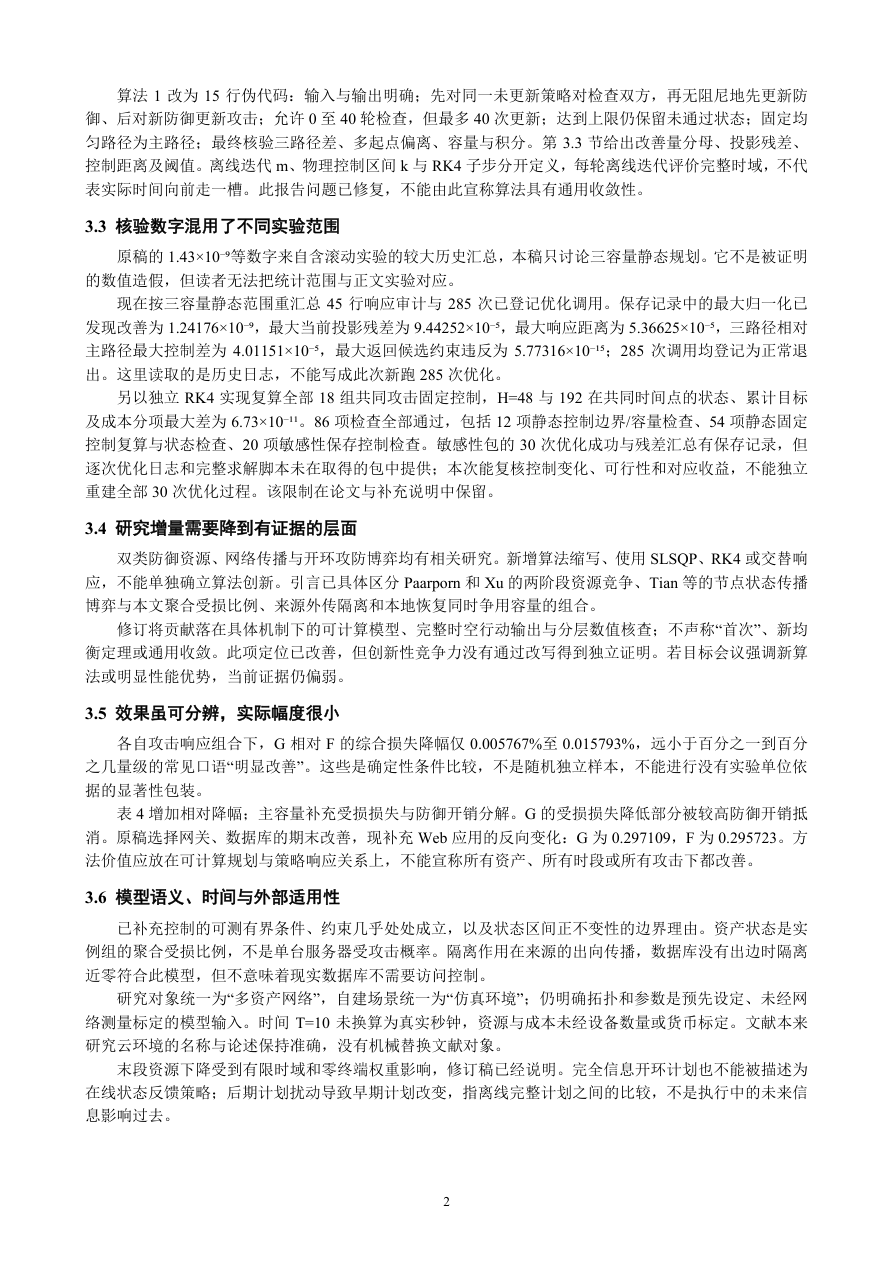 算法 1 改为 15 行伪代码：输入与输出明确；先对同一未更新策略对检查双方，再无阻尼地先更新防
御、后对新防御更新攻击；允许 0 至 40 轮检查，但最多 40 次更新；达到上限仍保留未通过状态；固定均
匀路径为主路径；最终核验三路径差、多起点偏离、容量与积分。第 3.3 节给出改善量分母、投影残差、
控制距离及阈值。离线迭代 m、物理控制区间 k 与 RK4 子步分开定义，每轮离线迭代评价完整时域，不代
表实际时间向前走一槽。此报告问题已修复，不能由此宣称算法具有通用收敛性。
3.3 核验数字混用了不同实验范围
原稿的 1.43×10⁻⁹等数字来自含滚动实验的较大历史汇总，本稿只讨论三容量静态规划。它不是被证明
的数值造假，但读者无法把统计范围与正文实验对应。
现在按三容量静态范围重汇总 45 行响应审计与 285 次已登记优化调用。保存记录中的最大归一化已
发现改善为 1.24176×10⁻⁹，最大当前投影残差为 9.44252×10⁻⁵，最大响应距离为 5.36625×10⁻⁵，三路径相对
主路径最大控制差为 4.01151×10⁻⁵，最大返回候选约束违反为 5.77316×10⁻¹⁵；285 次调用均登记为正常退
出。这里读取的是历史日志，不能写成此次新跑 285 次优化。
另以独立 RK4 实现复算全部 18 组共同攻击固定控制，H=48 与 192 在共同时间点的状态、累计目标
及成本分项最大差为 6.73×10⁻¹¹。86 项检查全部通过，包括 12 项静态控制边界/容量检查、54 项静态固定
控制复算与状态检查、20 项敏感性保存控制检查。敏感性包的 30 次优化成功与残差汇总有保存记录，但
逐次优化日志和完整求解脚本未在取得的包中提供；本次能复核控制变化、可行性和对应收益，不能独立
重建全部 30 次优化过程。该限制在论文与补充说明中保留。
3.4 研究增量需要降到有证据的层面
双类防御资源、网络传播与开环攻防博弈均有相关研究。新增算法缩写、使用 SLSQP、RK4 或交替响
应，不能单独确立算法创新。引言已具体区分 Paarporn 和 Xu 的两阶段资源竞争、Tian 等的节点状态传播
博弈与本文聚合受损比例、来源外传隔离和本地恢复同时争用容量的组合。
修订将贡献落在具体机制下的可计算模型、完整时空行动输出与分层数值核查；不声称“首次”、新均
衡定理或通用收敛。此项定位已改善，但创新性竞争力没有通过改写得到独立证明。若目标会议强调新算
法或明显性能优势，当前证据仍偏弱。
3.5 效果虽可分辨，实际幅度很小
各自攻击响应组合下，G 相对 F 的综合损失降幅仅 0.005767%至 0.015793%，远小于百分之一到百分
之几量级的常见口语“明显改善”。这些是确定性条件比较，不是随机独立样本，不能进行没有实验单位依
据的显著性包装。
表 4 增加相对降幅；主容量补充受损损失与防御开销分解。G 的受损损失降低部分被较高防御开销抵
消。原稿选择网关、数据库的期末改善，现补充 Web 应用的反向变化：G 为 0.297109，F 为 0.295723。方
法价值应放在可计算规划与策略响应关系上，不能宣称所有资产、所有时段或所有攻击下都改善。
3.6 模型语义、时间与外部适用性
已补充控制的可测有界条件、约束几乎处处成立，以及状态区间正不变性的边界理由。资产状态是实
例组的聚合受损比例，不是单台服务器受攻击概率。隔离作用在来源的出向传播，数据库没有出边时隔离
近零符合此模型，但不意味着现实数据库不需要访问控制。
研究对象统一为“多资产网络”，自建场景统一为“仿真环境”；仍明确拓扑和参数是预先设定、未经网
络测量标定的模型输入。时间 T=10 未换算为真实秒钟，资源与成本未经设备数量或货币标定。文献本来
研究云环境的名称与论述保持准确，没有机械替换文献对象。
末段资源下降受到有限时域和零终端权重影响，修订稿已经说明。完全信息开环计划也不能被描述为
在线状态反馈策略；后期计划扰动导致早期计划改变，指离线完整计划之间的比较，不是执行中的未来信
息影响过去。
2